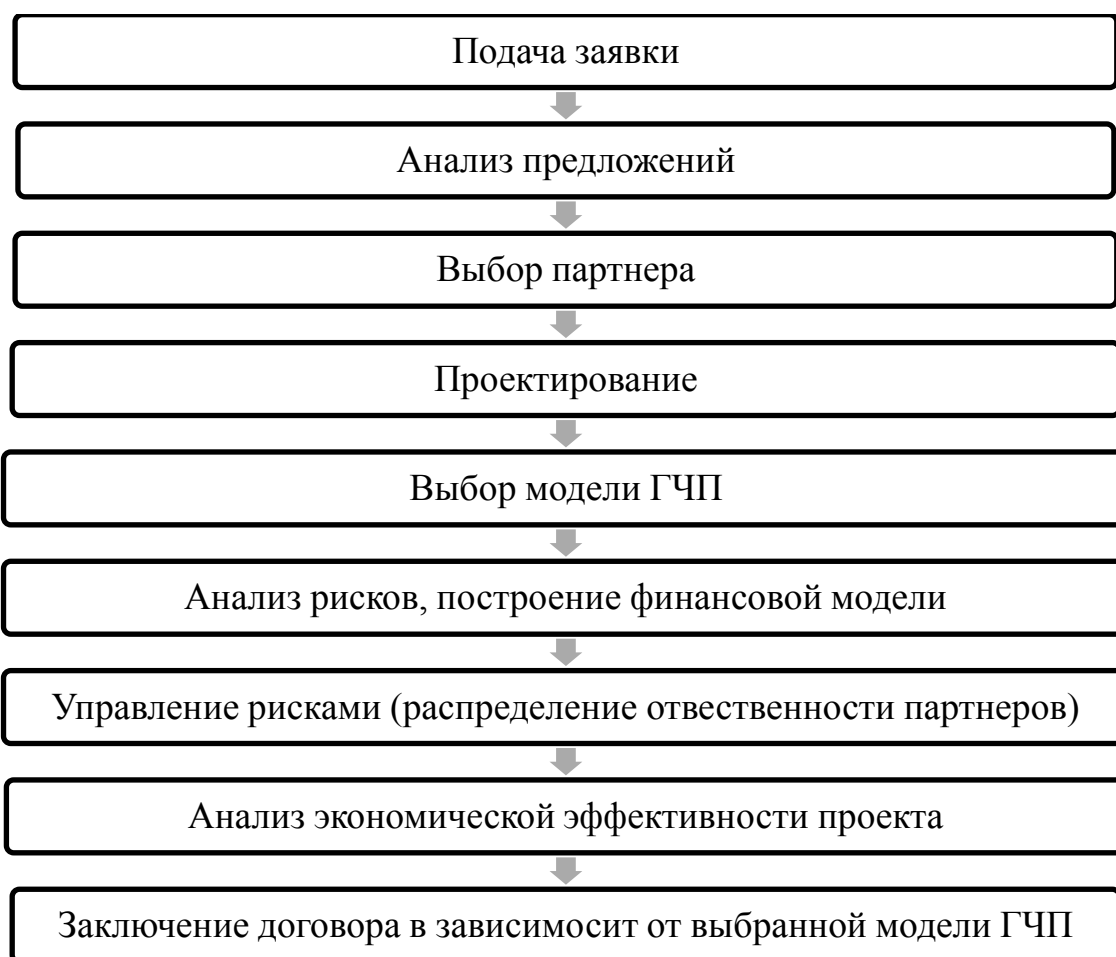 Подача заявки
Анализ предложений
Выбор партнера
Проектирование
Выбор модели ГЧП
Анализ рисков, построение финансовой модели
Управление рисками (распределение отвественности партнеров)
Анализ экономической эффективности проекта
Заключение договора в зависимосит от выбранной модели ГЧП